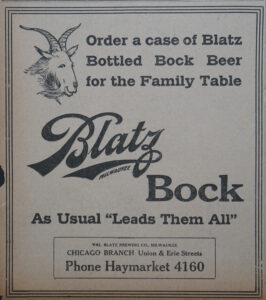 Order a case of Blatz
Bottled Bock Beer
for the Family Table
Blatz
MILWAUKEE
Bock
As Usual "Leads Them All"
VAL. BLATZ BREWING CO., MILWAUKEE
CHICAGO BRANCH Union & Erie Streets
Phone Haymarket 4160